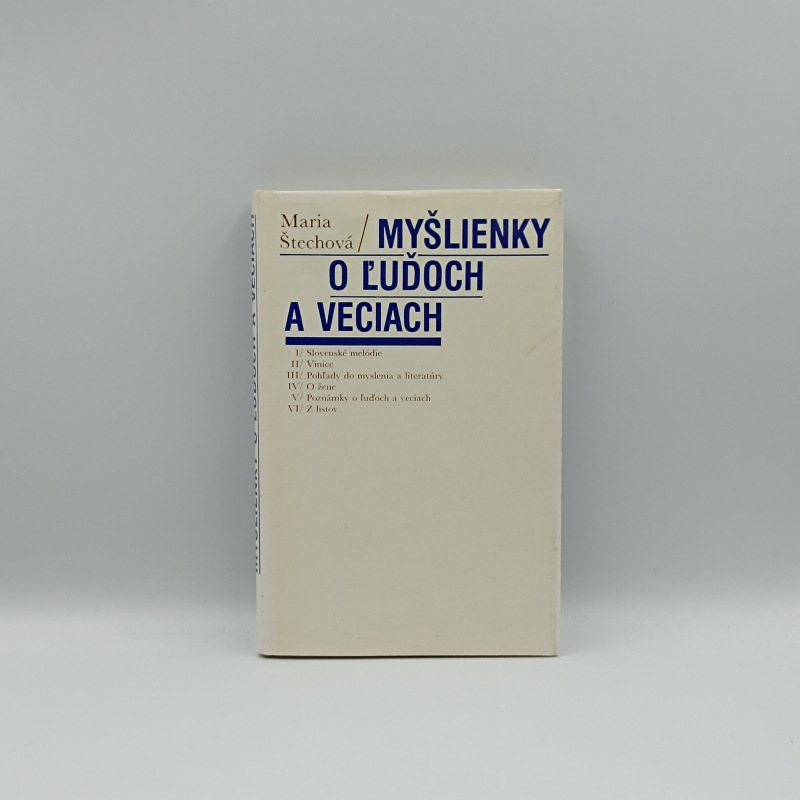 Maria
Štechová / MYŠLIENKY
O ĽUĎOCH
A VECIACH
I/ Slovenské melódie
II/ Vinice
III/ Pohľady do myslenia a literatúry
IV/ O žene
V/ Poznámky o ľuďoch a veciach
VI/ Z listov
MYŠLIENKY O ĽUĎOCH A VECIACH